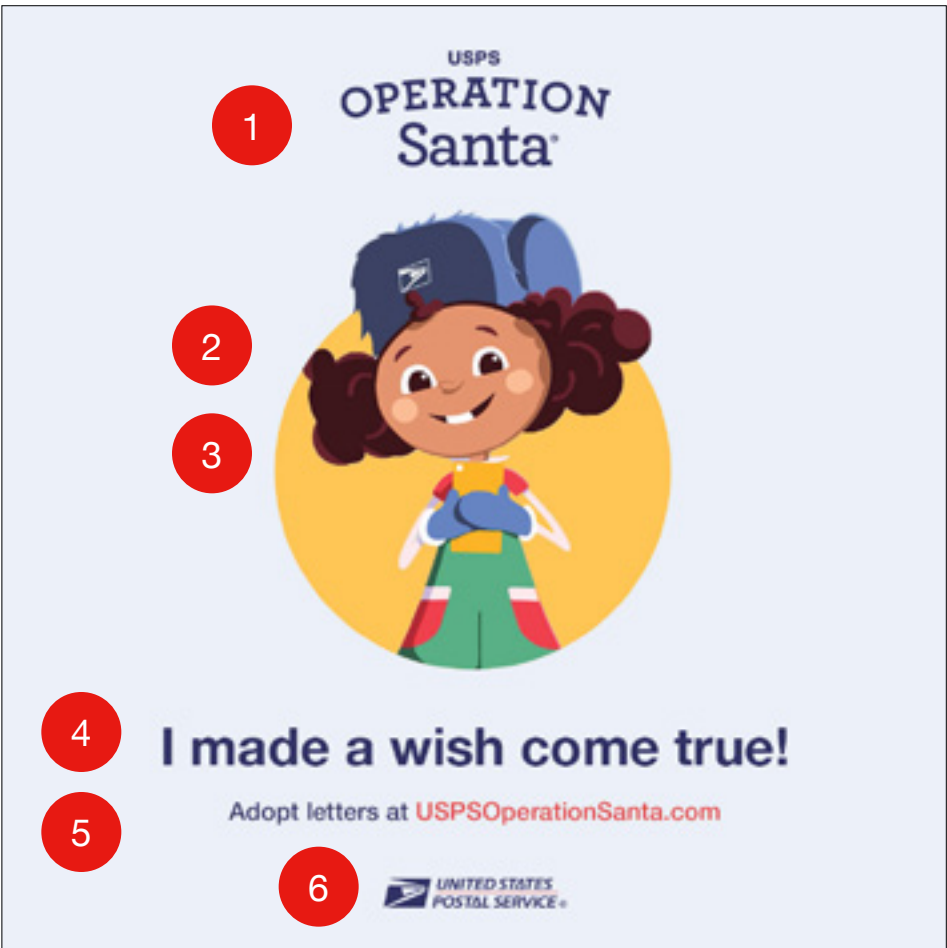 USPS
OPERATION
Santa®
1
2
3
4
I made a wish come true!
Adopt letters at USPSOperationSanta.com
5
6
UNITED STATES
POSTAL SERVICE®